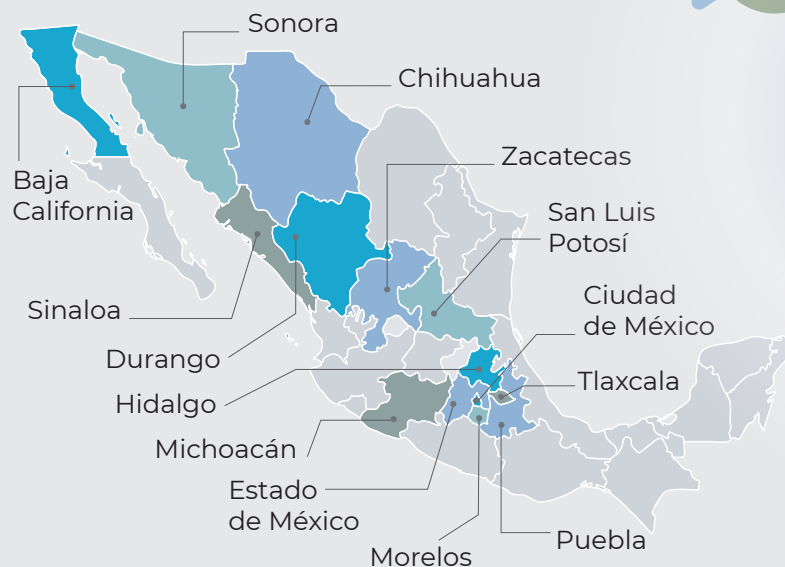 Sonora
Chihuahua
Zacatecas
Baja
California
San Luis
Potosí
Ciudad
de México
Sinaloa
Durango
Tlaxcala
Hidalgo
Michoacán
Estado
de México
Puebla
Morelos